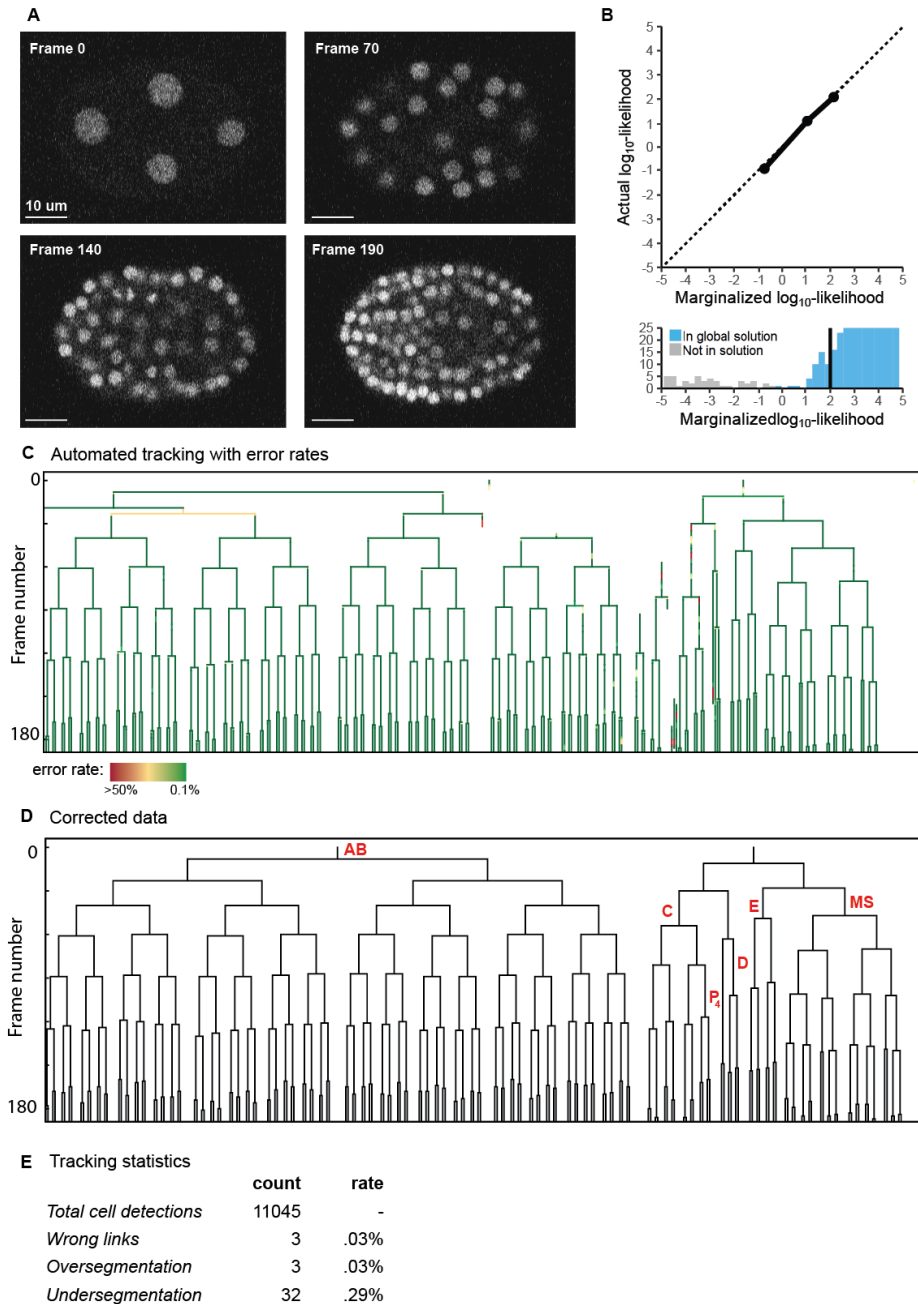 A
Frame 0
10 um
Frame 70
Frame 140
Frame 190
B
Actual log₁₀-likelihood
5
4
3
2
1
0
-1
-2
-3
-4
-5
-5 -4 -3 -2 -1 0 1 2 3 4 5
Marginalized log₁₀-likelihood
25
20
15
10
5
0
In global solution
Not in solution
-5 -4 -3 -2 -1 0 1 2 3 4 5
Marginalizedlog₁₀-likelihood
C Automated tracking with error rates
0
Frame number
180
error rate:
>50% 0.1%
D Corrected data
0
Frame number
180
AB
C
E
MS
D
P₄
E Tracking statistics
count rate
Total cell detections 11045 -
Wrong links 3 .03%
Oversegmentation 3 .03%
Undersegmentation 32 .29%